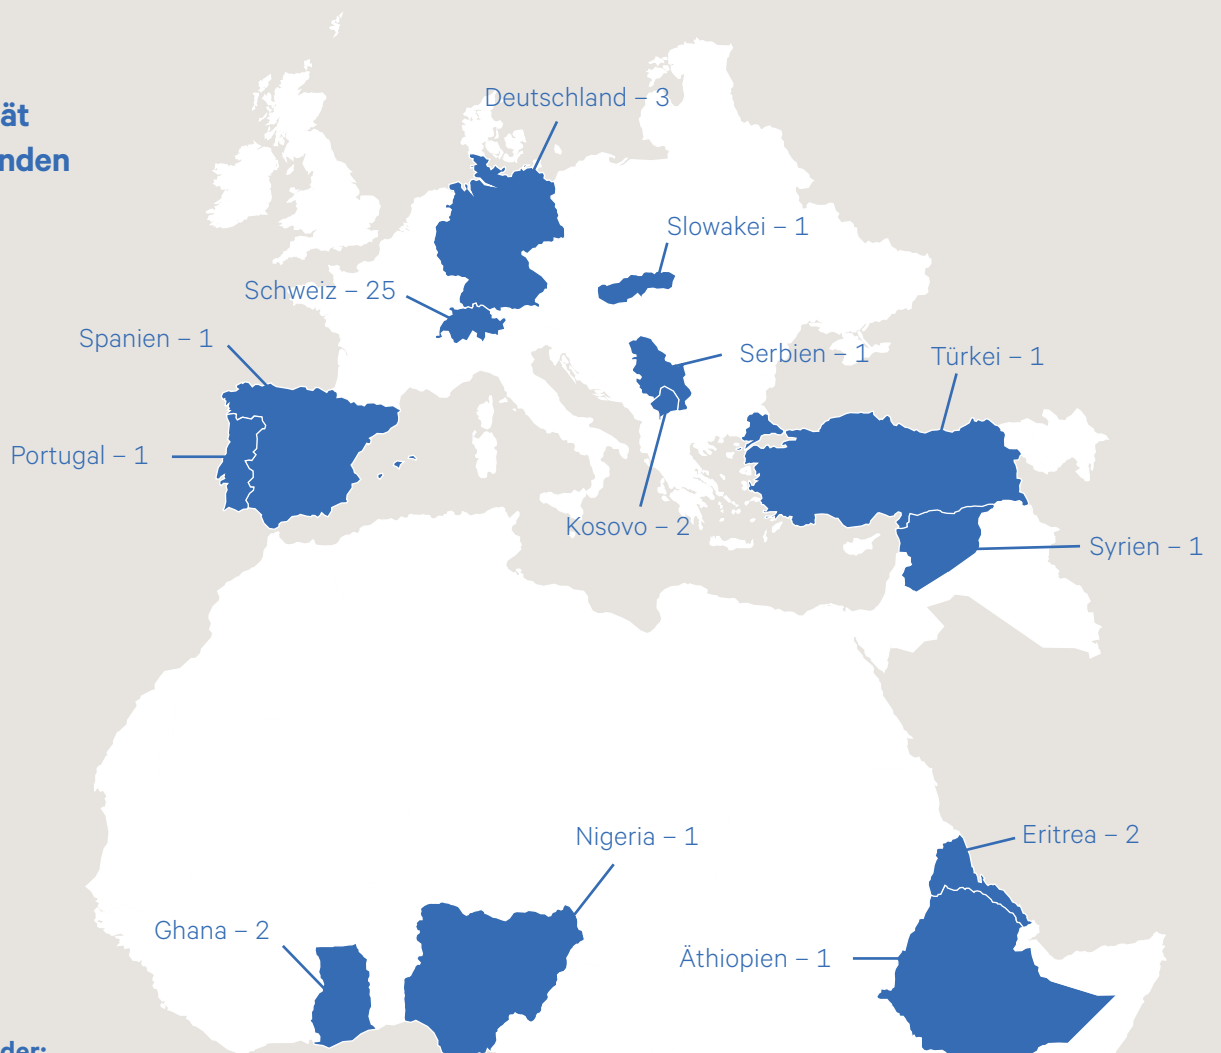 ät
nden
Deutschland – 3
Slowakei – 1
Schweiz – 25
Spanien – 1
Serbien – 1
Türkei – 1
Portugal – 1
Kosovo – 2
Syrien – 1
Nigeria – 1
Eritrea – 2
Ghana – 2
Äthiopien – 1
der: